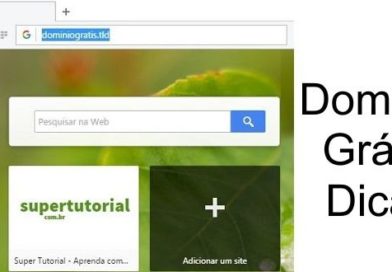 dominiogratis.tld
Pesquisar na Web
supertutorial
com.br
Super Tutorial - Aprenda com...
Adicionar um site
Dom
Grá
Dica